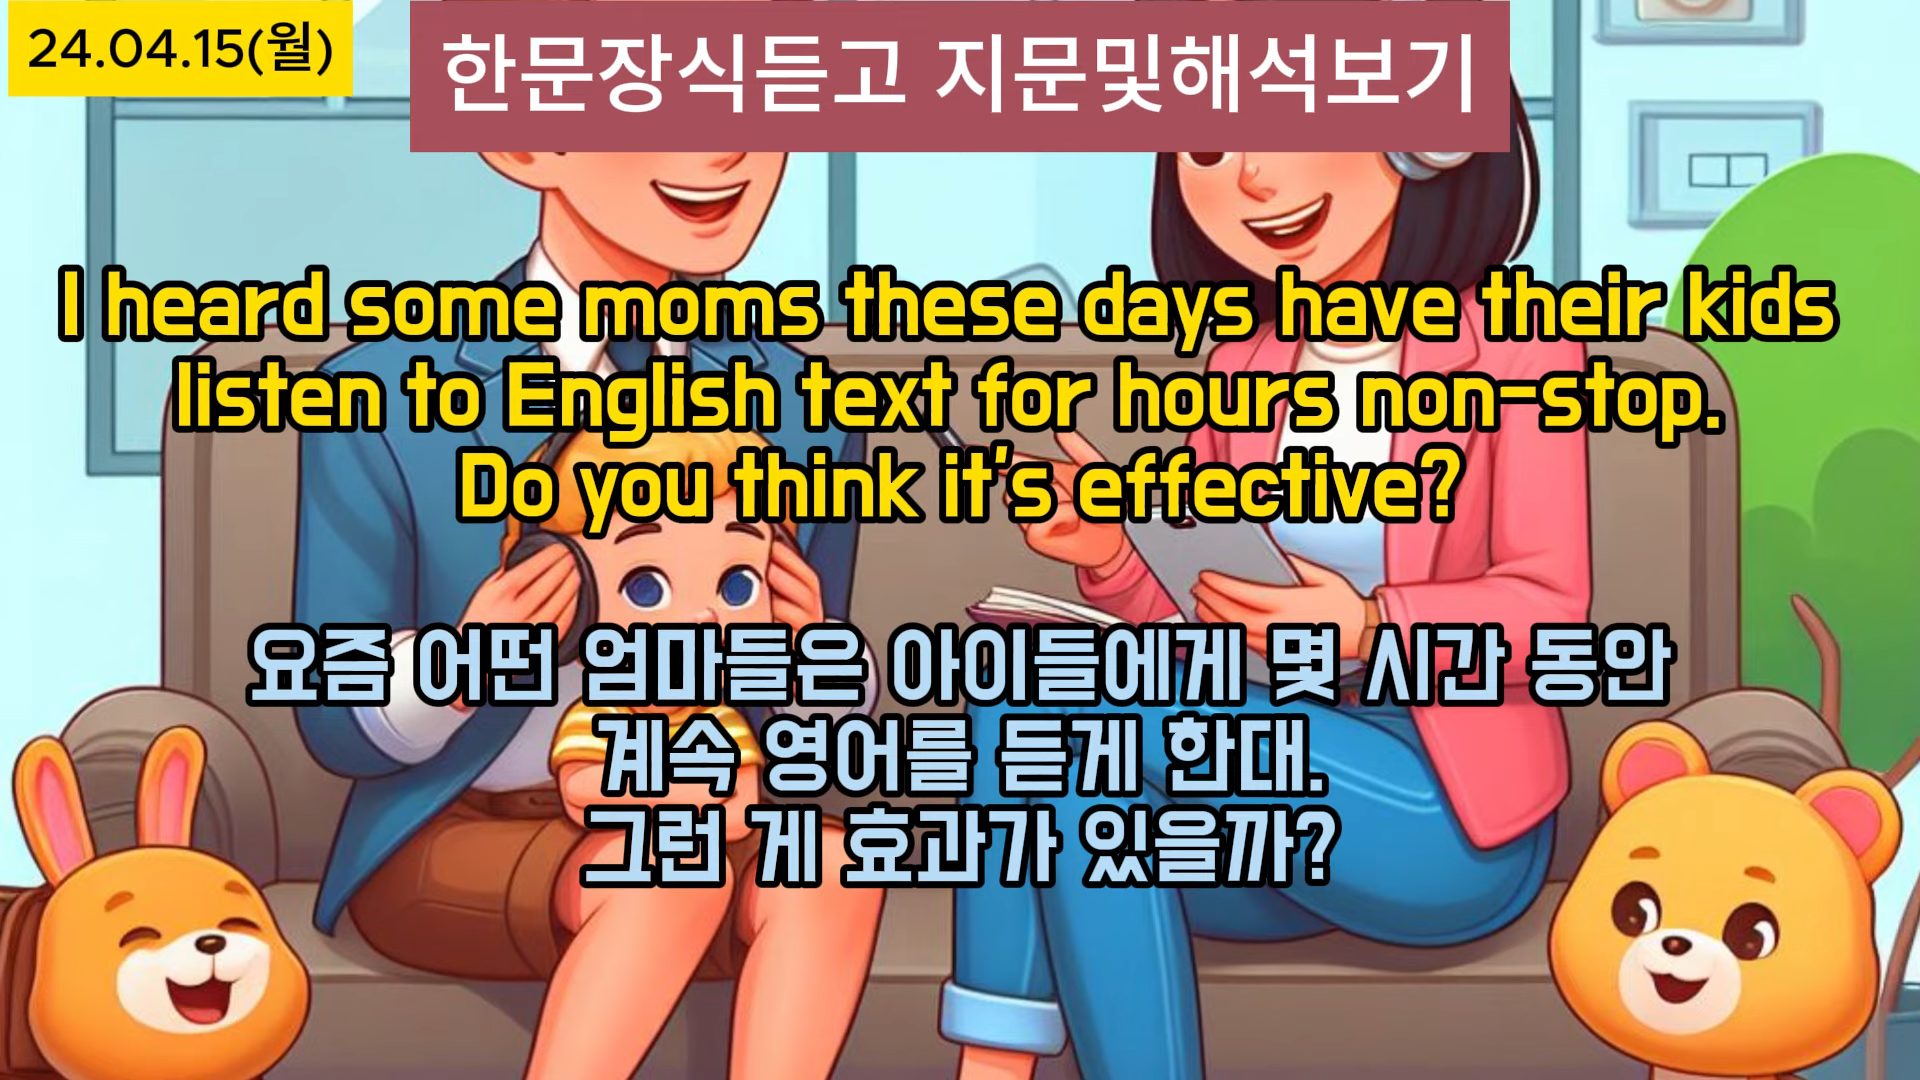 24.04.15(월)
한문장식듣고 지문및해석보기
I heard some moms these days have their kids
listen to English text for hours non-stop.
Do you think it's effective?
요즘 어떤 엄마들은 아이들에게 몇 시간 동안
계속 영어를 듣게 한대.
그런 게 효과가 있을까?